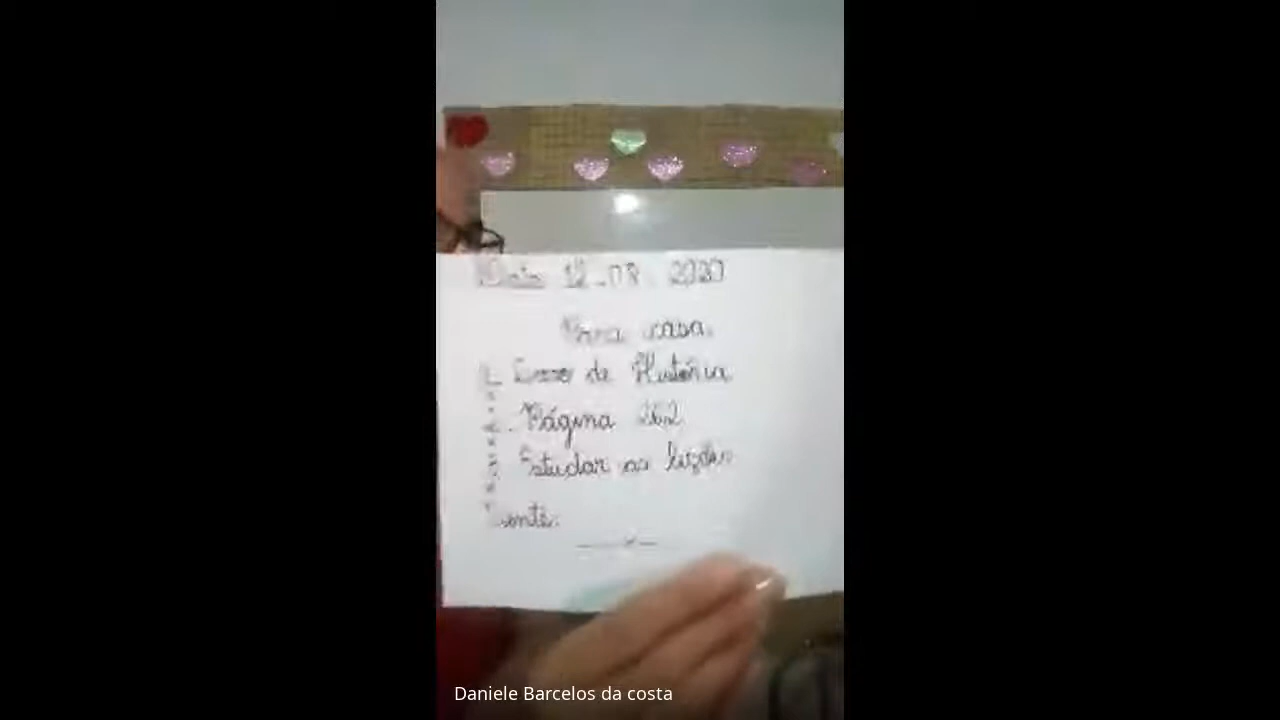 Data 12.08.2020
Para casa.
Livro de História
Página 262
Estudar as lições
Daniele Barcelos da costa